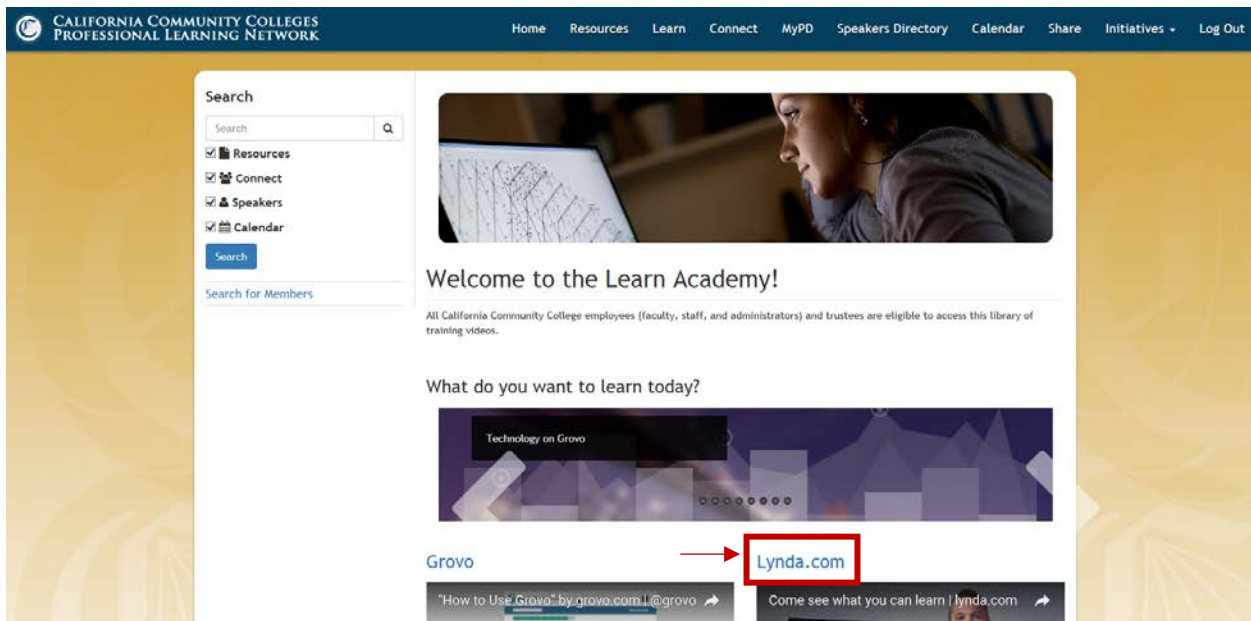 CALIFORNIA COMMUNITY COLLEGES
PROFESSIONAL LEARNING NETWORK
Home Resources Learn Connect MyPD Speakers Directory Calendar Share Initiatives Log Out
Search
Search
Resources
Connect
Speakers
Calendar
Search
Search for Members
Welcome to the Learn Academy!
All California Community College employees (faculty, staff, and administrators) and trustees are eligible to access this library of
training videos.
What do you want to learn today?
Technology on Grovo
Grovo
Lynda.com
"How to Use Grovo" by grovo.com | @grovo
Come see what you can learn | lynda.com